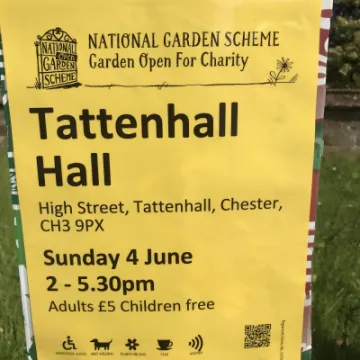 NATIONAL
OPEN
GARDEN
SCHEME
NATIONAL GARDEN SCHEME
Garden Open For Charity
Tattenhall
Hall
High Street, Tattenhall, Chester,
CH3 9PX
Sunday 4 June
2 - 5.30pm
Adults £5 Children free